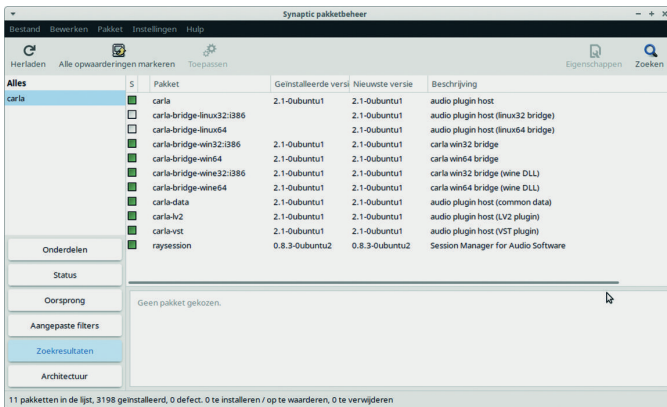 Synaptic pakketbeheer
Bestand Bewerken Pakket Instellingen Hulp
Herladen Alle opwaarderingen markeren Toepassen Eigenschappen Zoeken
Alles
carla
S Pakket Geïnstalleerde versi Nieuwste versie Beschrijving
carla 2.1-0ubuntu1 2.1-0ubuntu1 audio plugin host
carla-bridge-linux32:i386 2.1-0ubuntu1 audio plugin host (linux32 bridge)
carla-bridge-linux64 2.1-0ubuntu1 audio plugin host (linux64 bridge)
carla-bridge-win32:i386 2.1-0ubuntu1 2.1-0ubuntu1 carla win32 bridge
carla-bridge-win64 2.1-0ubuntu1 2.1-0ubuntu1 carla win64 bridge
carla-bridge-wine32:i386 2.1-0ubuntu1 2.1-0ubuntu1 carla win32 bridge (wine DLL)
carla-bridge-wine64 2.1-0ubuntu1 2.1-0ubuntu1 carla win64 bridge (wine DLL)
carla-data 2.1-0ubuntu1 2.1-0ubuntu1 audio plugin host (common data)
carla-lv2 2.1-0ubuntu1 2.1-0ubuntu1 audio plugin host (LV2 plugin)
carla-vst 2.1-0ubuntu1 2.1-0ubuntu1 audio plugin host (VST plugin)
raysession 0.8.3-0ubuntu2 0.8.3-0ubuntu2 Session Manager for Audio Software
Onderdelen
Status
Oorsprong
Aangepaste filters
Zoekresultaten
Architectuur
Geen pakket gekozen.
11 pakketten in de lijst, 3198 geïnstalleerd, 0 defect. 0 te installeren / op te waarderen, 0 te verwijderen